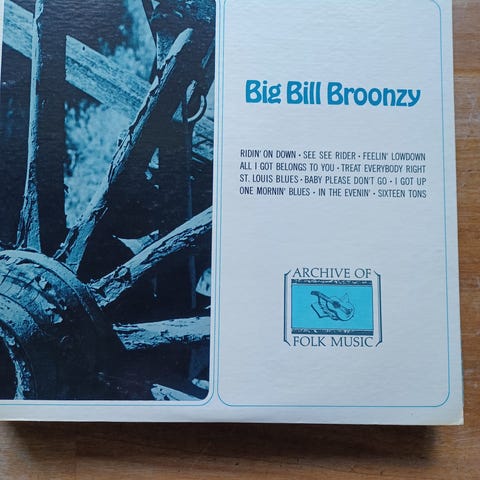 Big Bill Broonzy
RIDIN' ON DOWN • SEE SEE RIDER • FEELIN' LOWDOWN
ALL I GOT BELONGS TO YOU • TREAT EVERYBODY RIGHT
ST. LOUIS BLUES • BABY PLEASE DON'T GO • I GOT UP
ONE MORNIN' BLUES • IN THE EVENIN' • SIXTEEN TONS
ARCHIVE OF
FOLK MUSIC